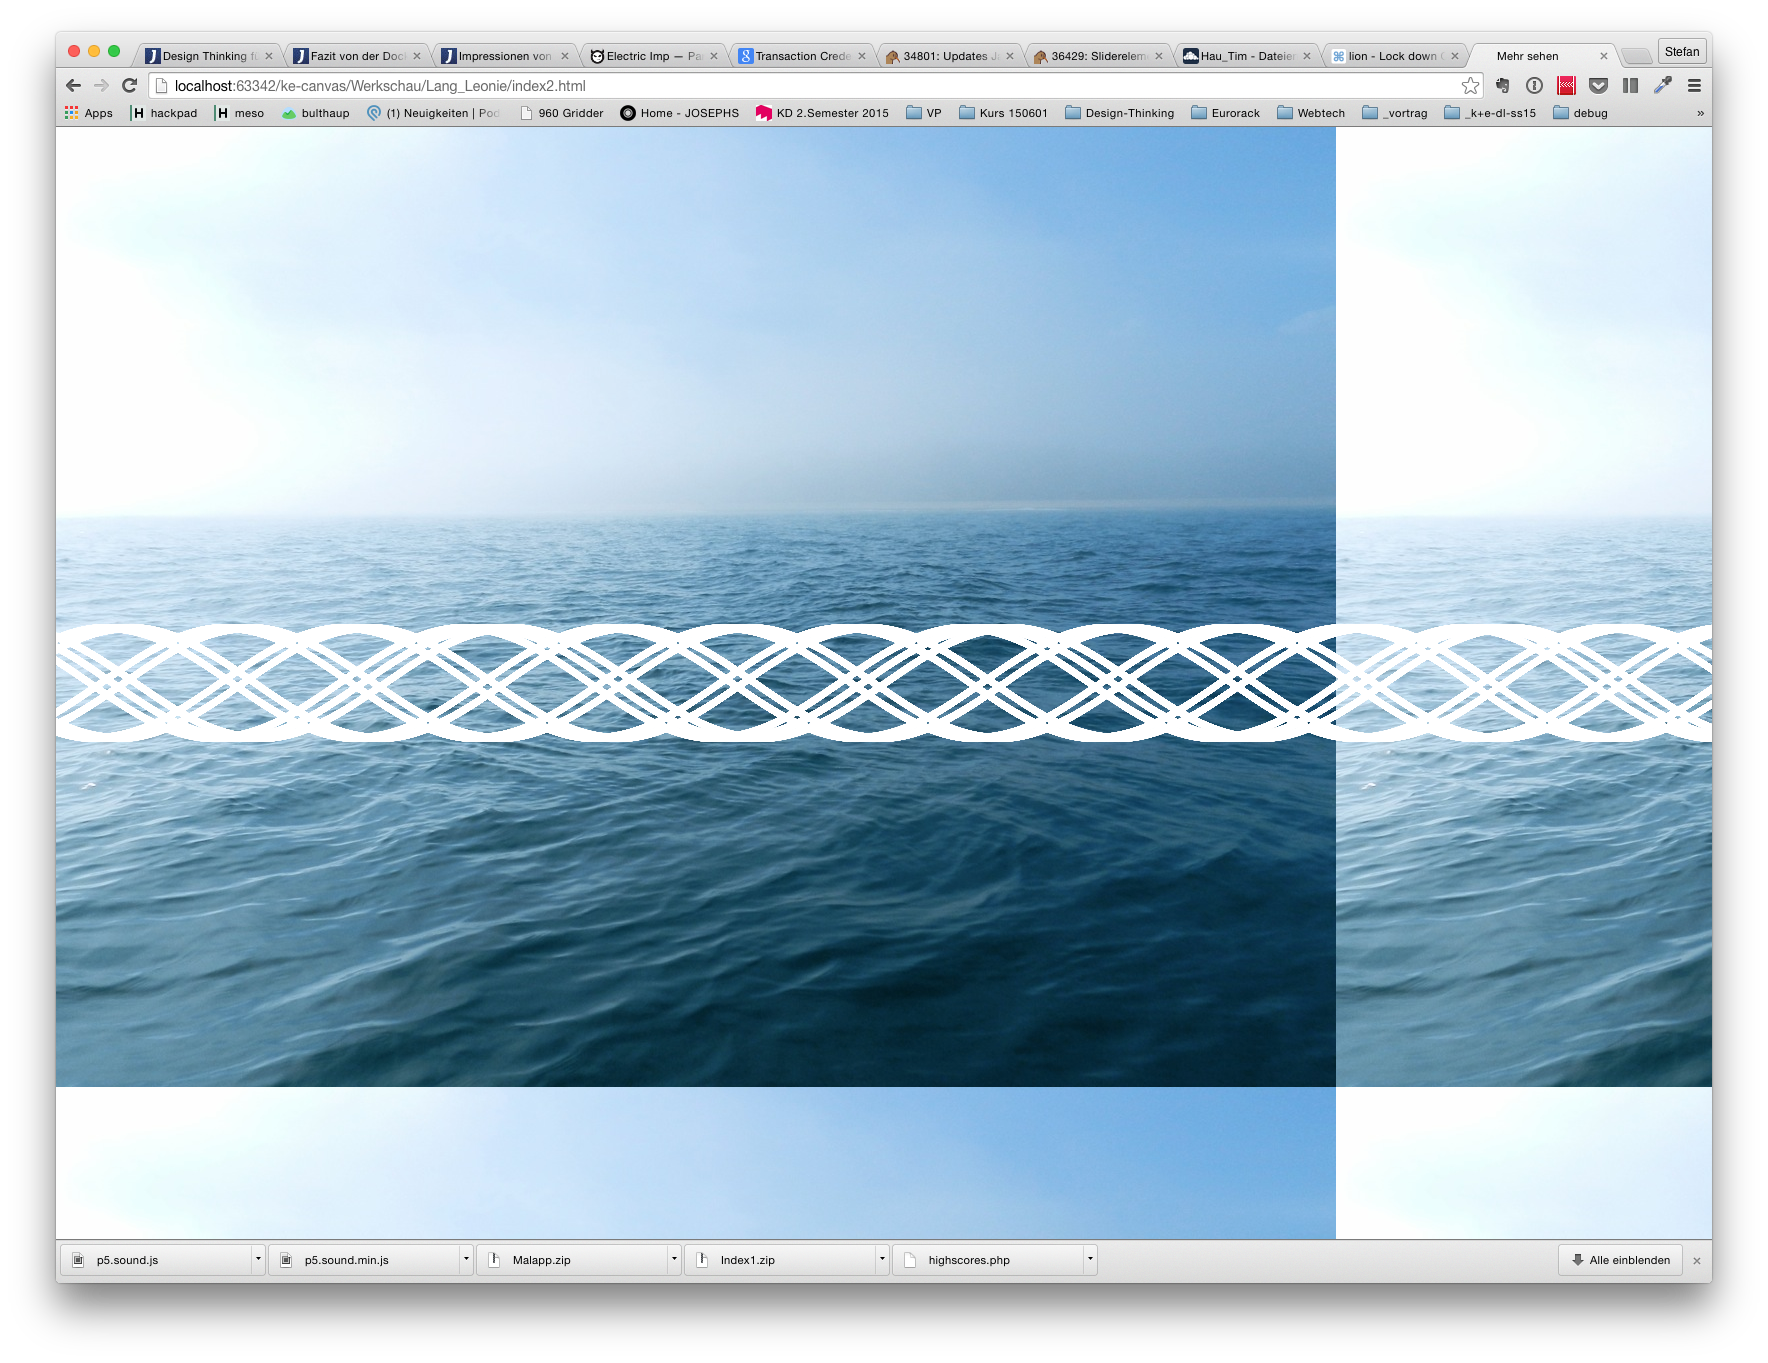 Design Thinking fü
Fazit von der Doc
Impressionen von
Electric Imp — Pa
Transaction Crede
34801: Updates Ja
36429: Sliderelem
Hau_Tim - Dateien
lion - Lock down
Mehr sehen
Stefan
localhost:63342/ke-canvas/Werkschau/Lang_Leonie/index2.html
Apps
hackpad
meso
bulthaup
(1) Neuigkeiten | Pod
960 Gridder
Home - JOSEPHS
KD 2.Semester 2015
VP
Kurs 150601
Design-Thinking
Eurorack
Webtech
_vortrag
_k+e-dl-ss15
debug
»
p5.sound.js
p5.sound.min.js
Malapp.zip
Index1.zip
highscores.php
Alle einblenden